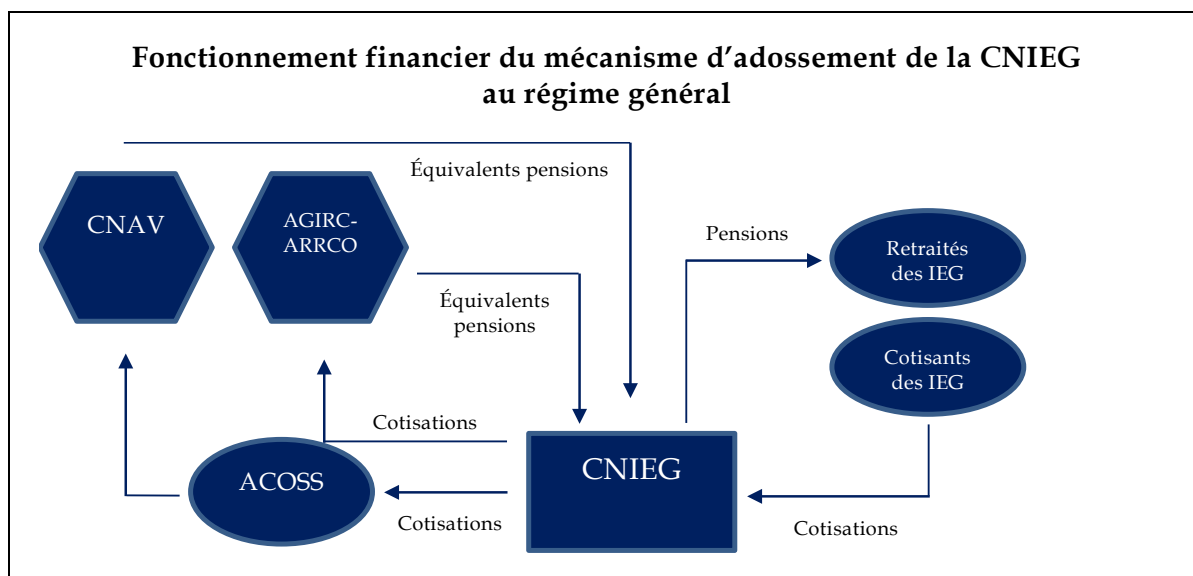 Fonctionnement financier du mécanisme d’adossement de la CNIEG
au régime général
Équivalents pensions
CNAV
AGIRC-
ARRCO
Pensions
Retraités
des IEG
Équivalents
pensions
Cotisants
des IEG
Cotisations
CNIEG
ACOSS
Cotisations
Cotisations